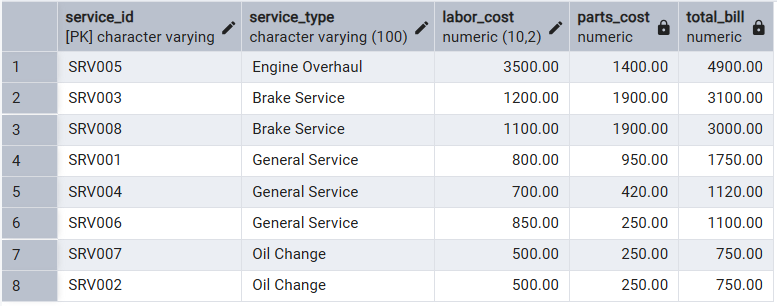 service_id service_type labor_cost parts_cost total_bill
[PK] character varying character varying (100) numeric (10,2) numeric numeric
1 SRV005 Engine Overhaul 3500.00 1400.00 4900.00
2 SRV003 Brake Service 1200.00 1900.00 3100.00
3 SRV008 Brake Service 1100.00 1900.00 3000.00
4 SRV001 General Service 800.00 950.00 1750.00
5 SRV004 General Service 700.00 420.00 1120.00
6 SRV006 General Service 850.00 250.00 1100.00
7 SRV007 Oil Change 500.00 250.00 750.00
8 SRV002 Oil Change 500.00 250.00 750.00